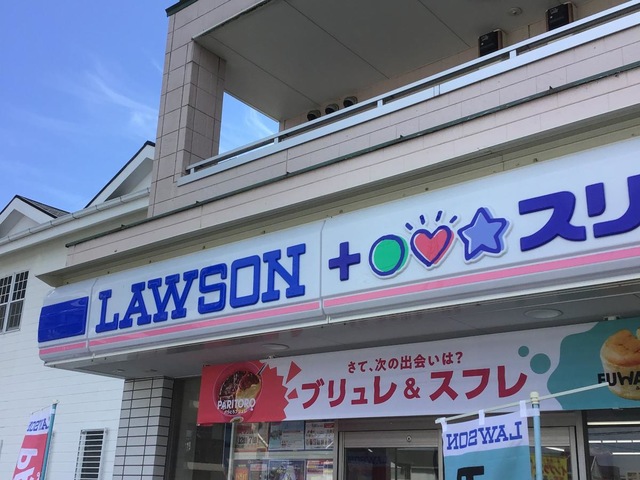 LAWSON + スリ
さて、次の出会いは?
ブリュレ & スフレ
PARITORO
FUWA
LAWSON